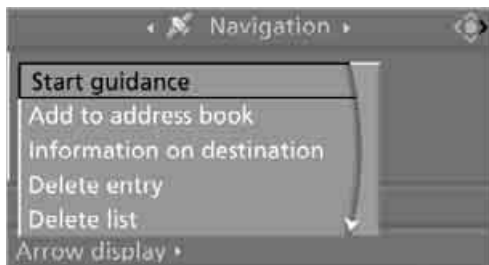 Navigation
Start guidance
Add to address book
Information on destination
Delete entry
Delete list
Arrow display